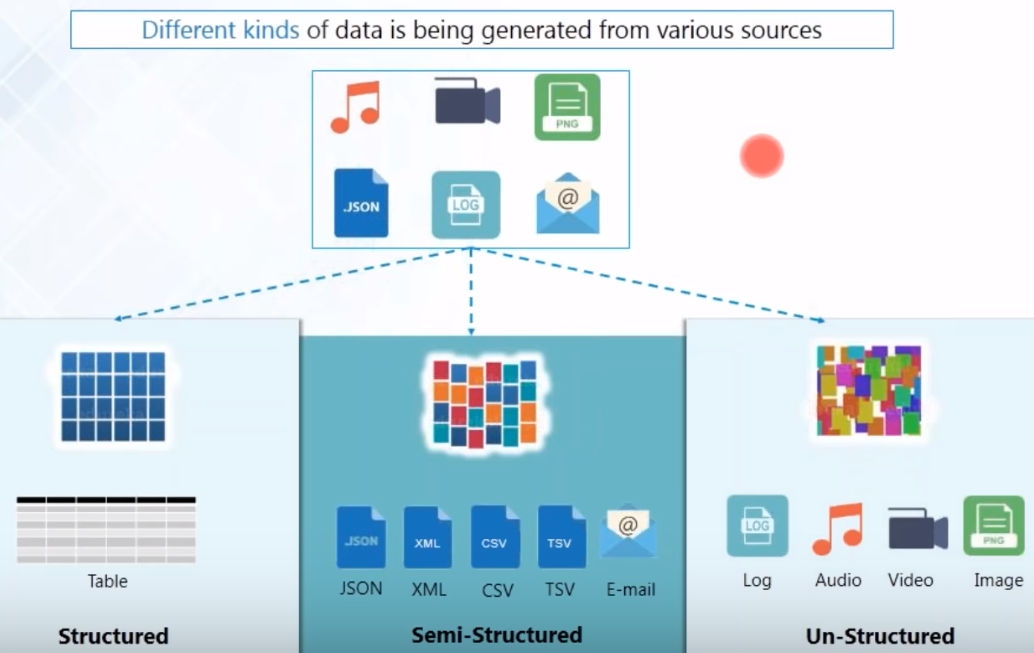 Different kinds of data is being generated from various sources
PNG
.JSON
LOG
@
.JSON
XML
CSV
TSV
@
LOG
PNG
JSON
XML
CSV
TSV
E-mail
Log
Audio
Video
Image
Table
Structured
Semi-Structured
Un-Structured